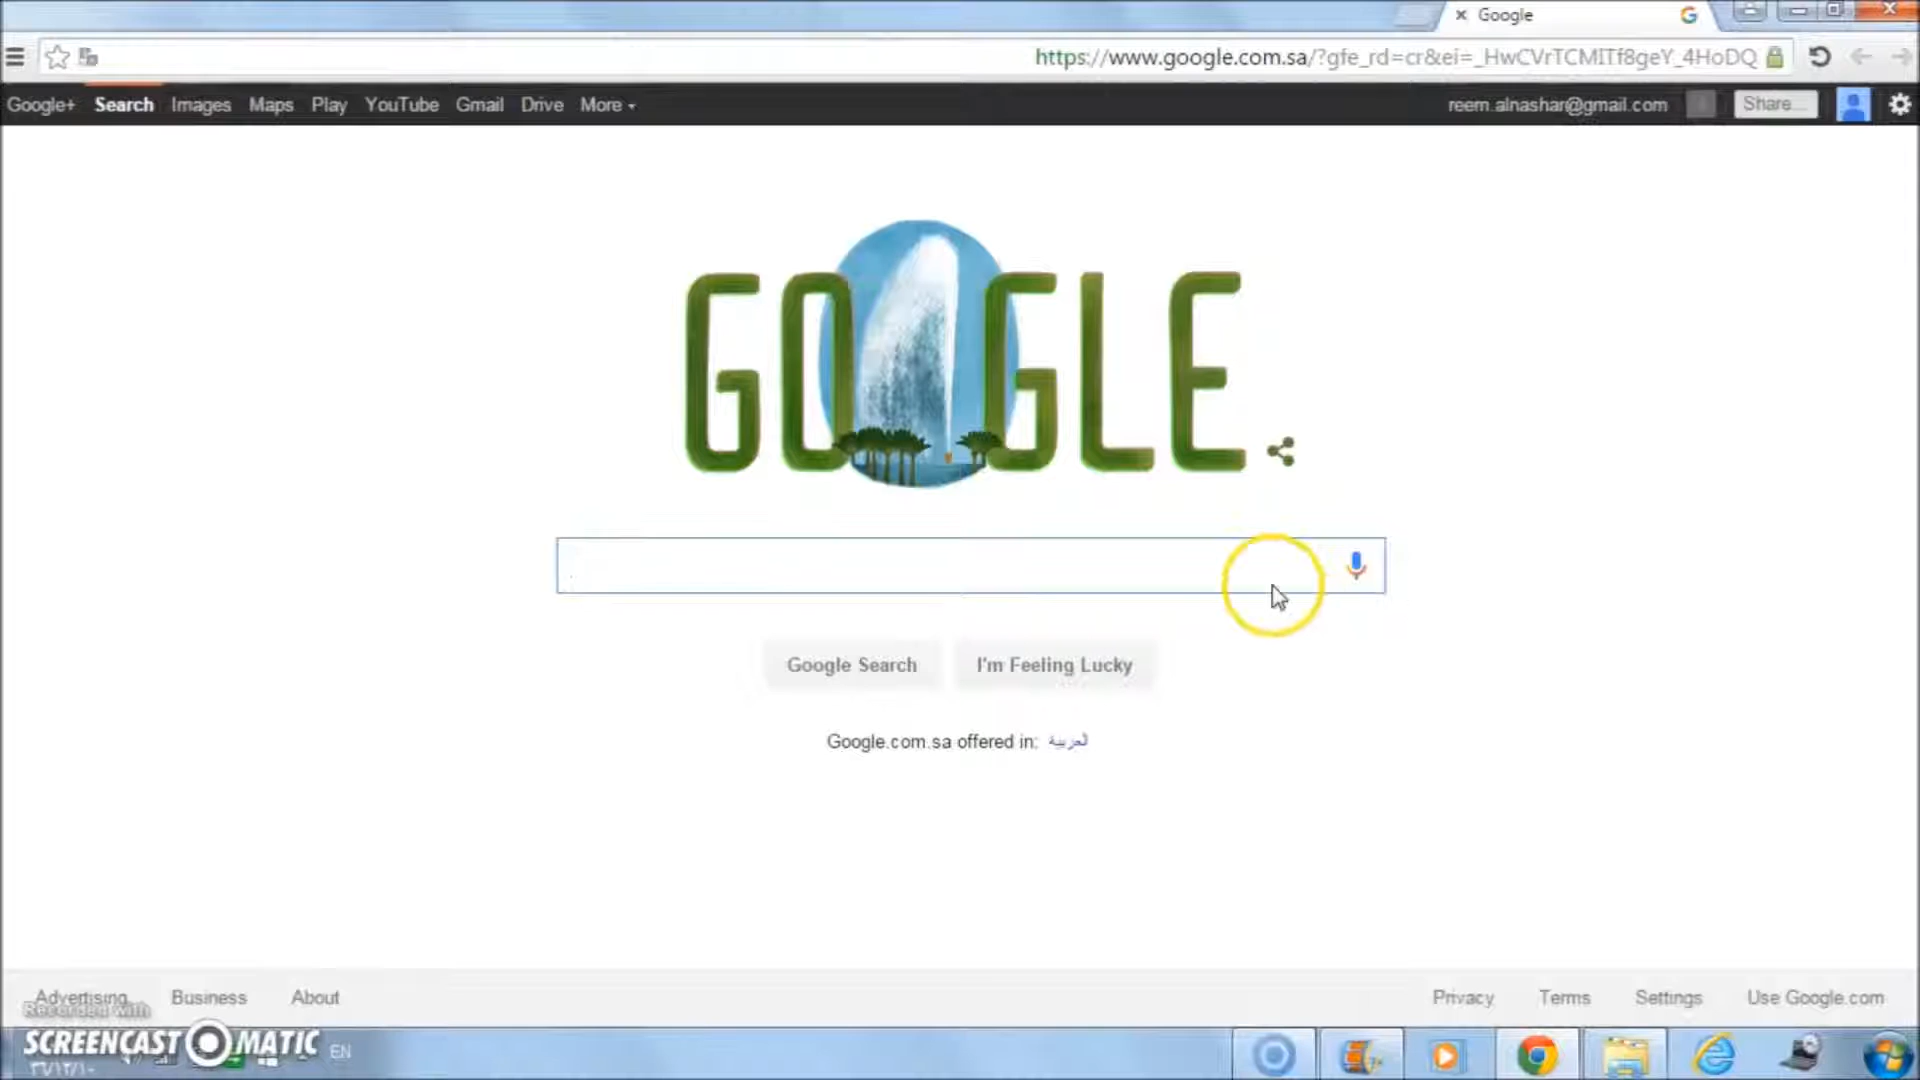 Google
https://www.google.com.sa/?gfe_rd=cr&ei=_HwCVrTCMITf8geY_4HoDQ
Google+ Search Images Maps Play YouTube Gmail Drive More reem.alnashar@gmail.com Share...
GOOGLE
Google Search I'm Feeling Lucky
Google.com.sa offered in: العربية
Advertising Business About Privacy Terms Settings Use Google.com
Recorded with
SCREENCAST-O-MATIC EN